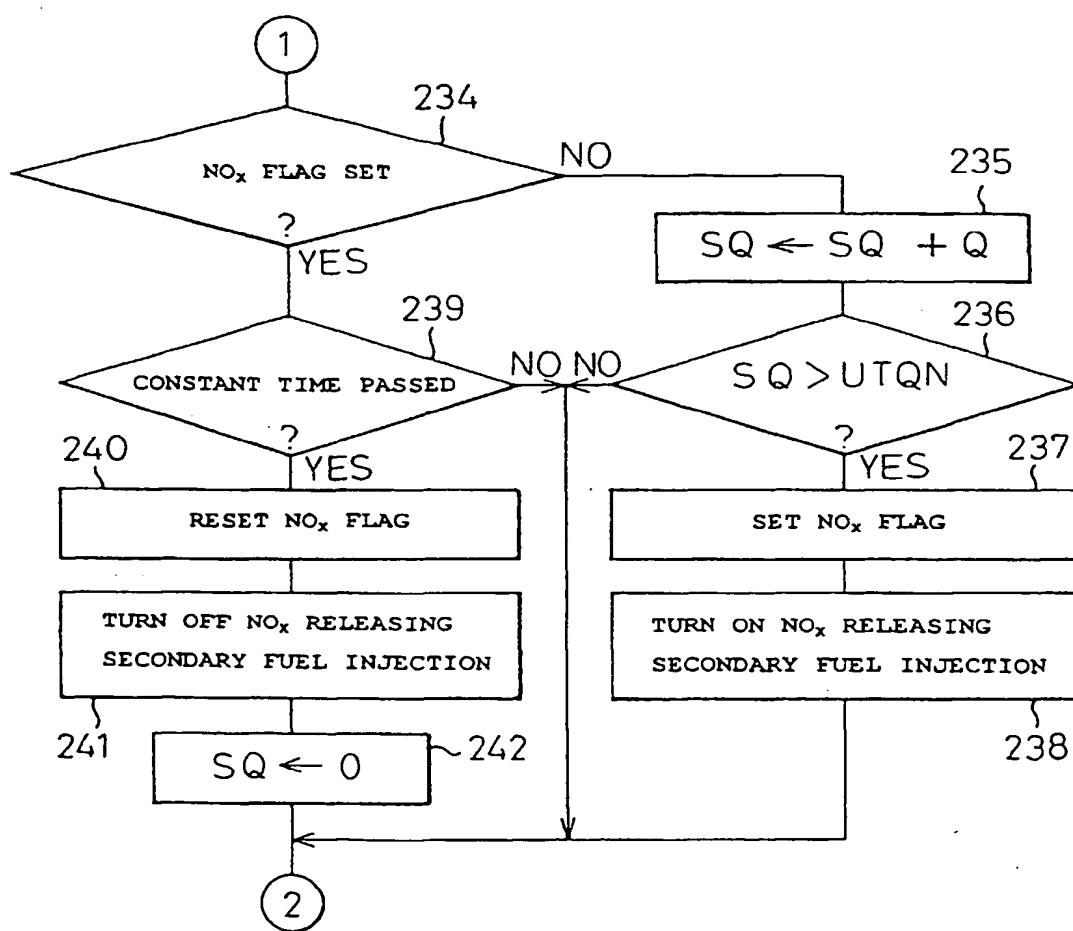 1
234
NOx FLAG SET
?
NO
YES
235
SQ ← SQ + Q
239
CONSTANT TIME PASSED
?
NO
YES
236
SQ > UTQN
?
NO
YES
240
RESET NOx FLAG
237
SET NOx FLAG
TURN OFF NOx RELEASING
SECONDARY FUEL INJECTION
241
TURN ON NOx RELEASING
SECONDARY FUEL INJECTION
238
SQ ← 0
242
2